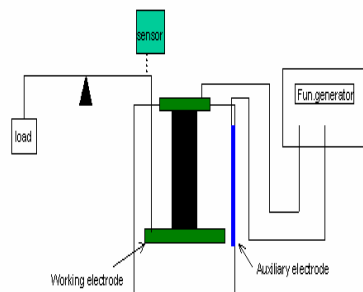 sensor
Fun.generator
load
Working electrode
Auxiliary electrode